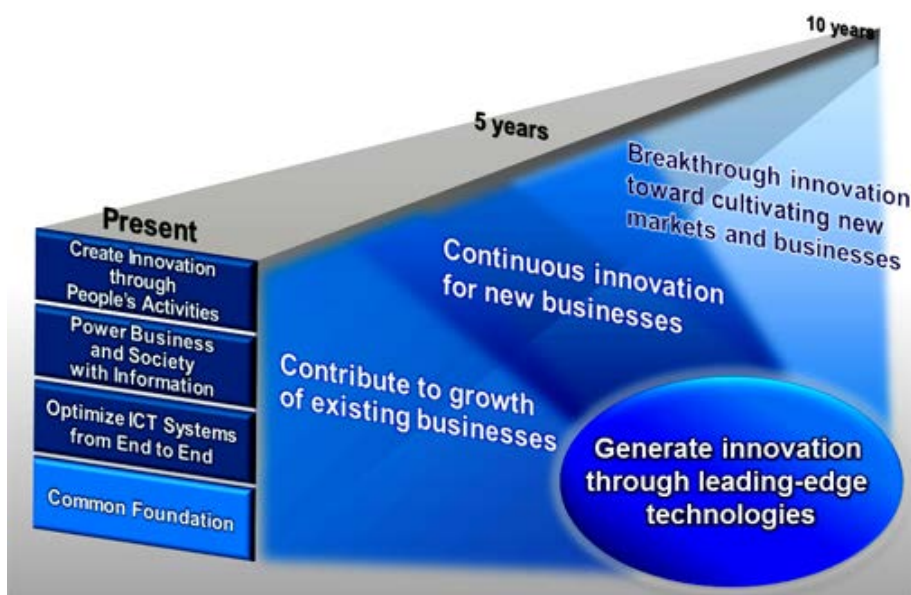 10 years
5 years
Present
Create Innovation
through
People's Activities
Power Business
and Society
with Information
Optimize ICT Systems
from End to End
Common Foundation
Contribute to growth
of existing businesses
Continuous innovation
for new businesses
Breakthrough innovation
toward cultivating new
markets and businesses
Generate innovation
through leading-edge
technologies